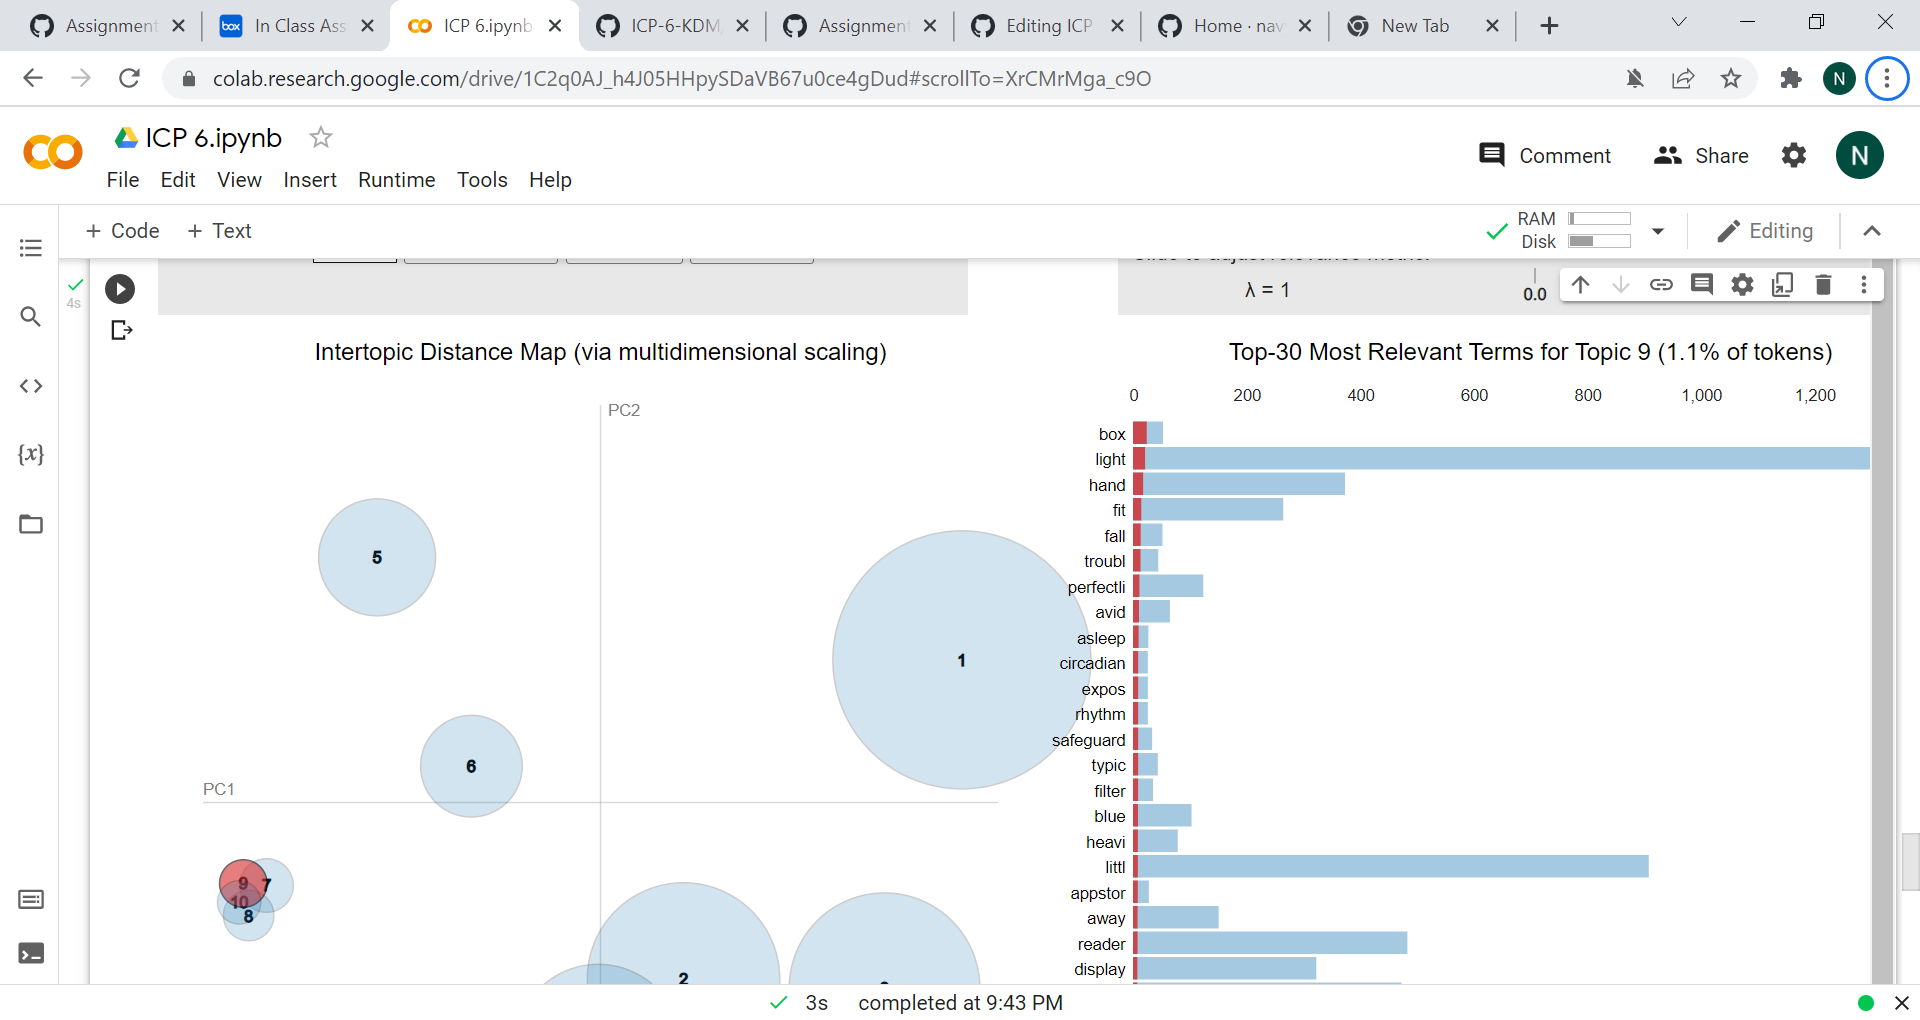 Assignment
In Class Ass
ICP 6.ipynb
ICP-6-KDM
Assignment
Editing ICP
Home · nav
New Tab
colab.research.google.com/drive/1C2q0AJ_h4J05HHpySDaVB67u0ce4gDud#scrollTo=XrCMrMga_c9O
N
ICP 6.ipynb
Comment
Share
N
File Edit View Insert Runtime Tools Help
+ Code + Text
RAM
Disk
Editing
4s
λ = 1
0.0
Intertopic Distance Map (via multidimensional scaling)
Top-30 Most Relevant Terms for Topic 9 (1.1% of tokens)
0 200 400 600 800 1,000 1,200
PC2
PC1
5
1
6
9
7
10
8
2
box
light
hand
fit
fall
troubl
perfectli
avid
asleep
circadian
expos
rhythm
safeguard
typic
filter
blue
heavi
littl
appstor
away
reader
display
3s completed at 9:43 PM